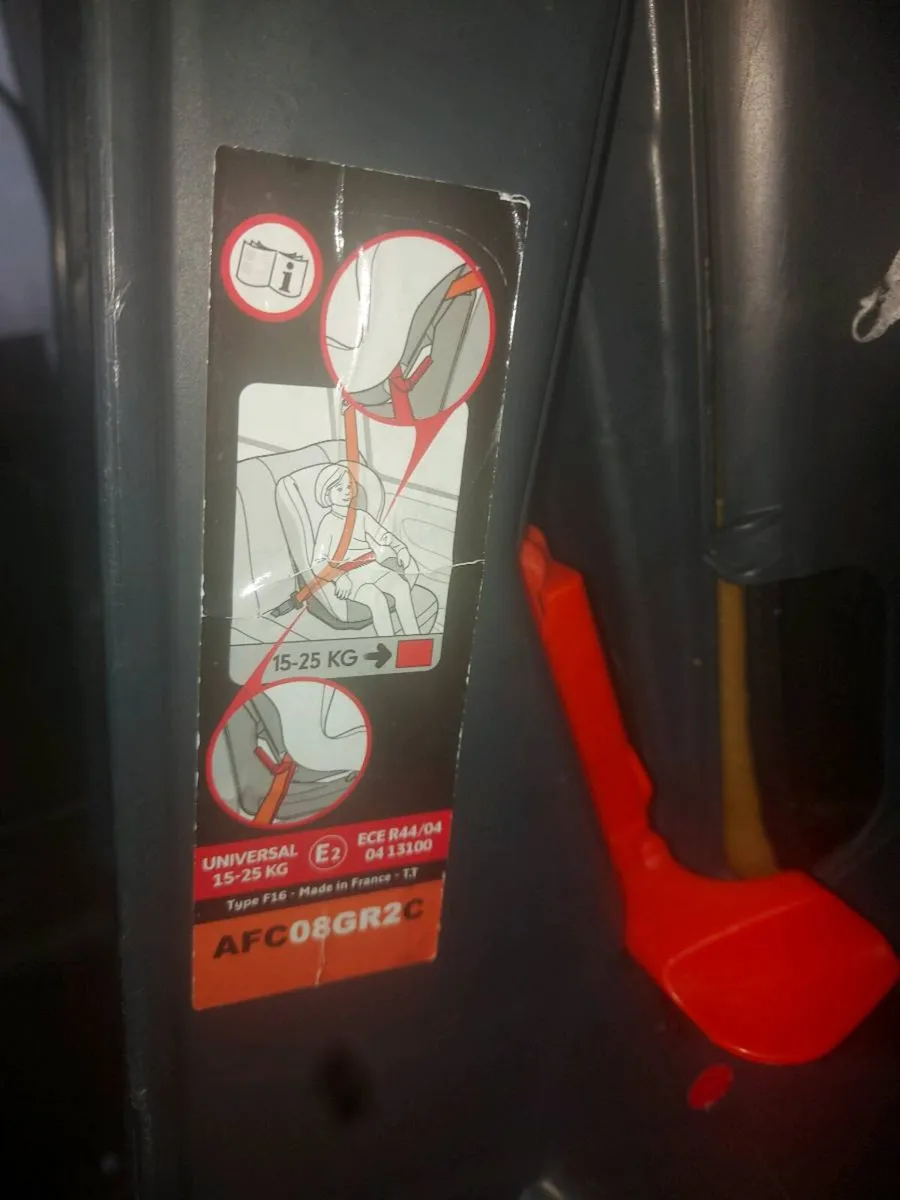 i
15-25 KG
UNIVERSAL
15-25 KG
E2
ECE R44/04
04 13100
Type F16 - Made in France - T.T
AFC08GR2C